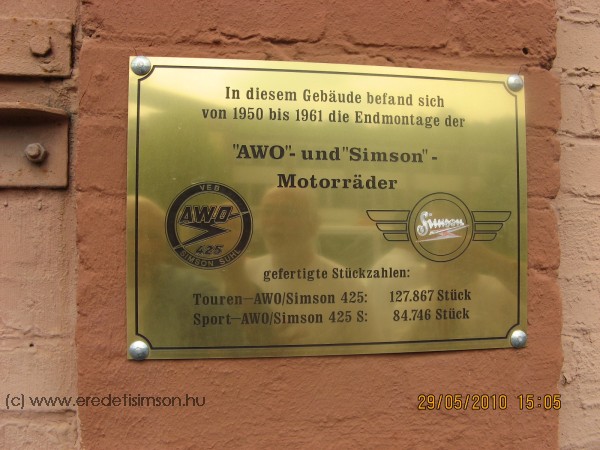 In diesem Gebäude befand sich
von 1950 bis 1961 die Endmontage der
"AWO"- und "Simson" -
Motorräder
VEB
AWO
425
SIMSON SUHL
Simson
gefertigte Stückzahlen:
Touren—AWO/Simson 425: 127.867 Stück
Sport—AWO/Simson 425 S: 84.746 Stück
(c) www.eredetisimson.hu
29/05/2010 15:05